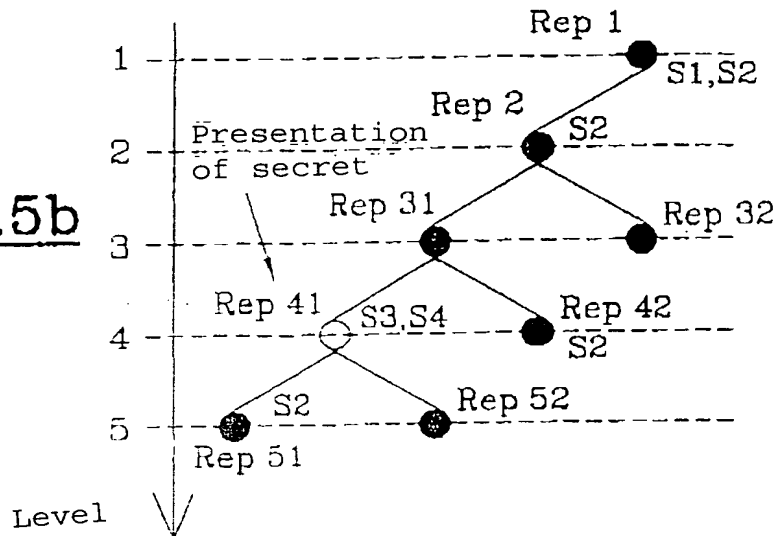 Rep 1
1
S1,S2
Rep 2
S2
Presentation
of secret
2
.5b
Rep 31
Rep 32
3
Rep 41
S3,S4
Rep 42
S2
4
S2
Rep 52
5
Rep 51
Level